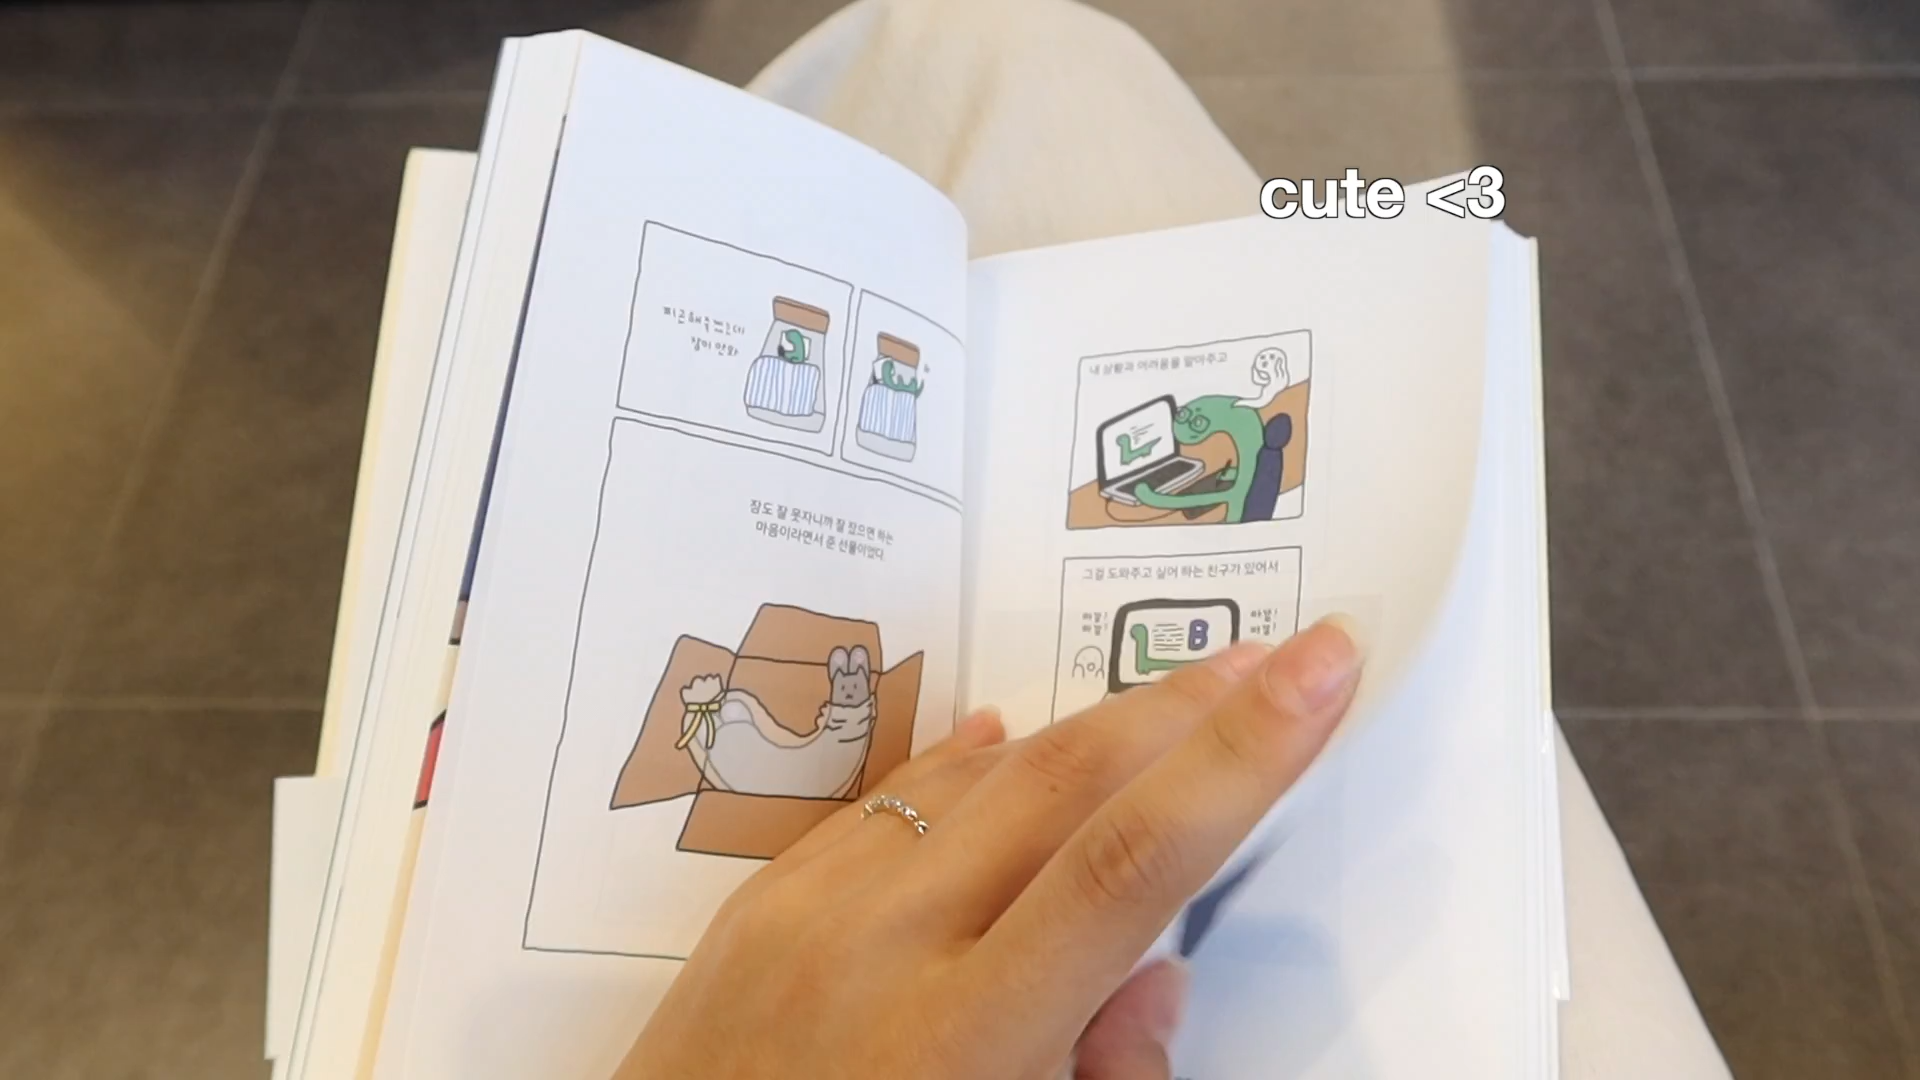 cute <3
피곤해죽겠는데
잠이 안와
잠도 잘 못자니까 잘 잤으면 하는
마음이라면서 준 선물이었다.
내 상황과 어려움을 알아주고
그걸 도와주고 싶어 하는 친구가 있어서
B